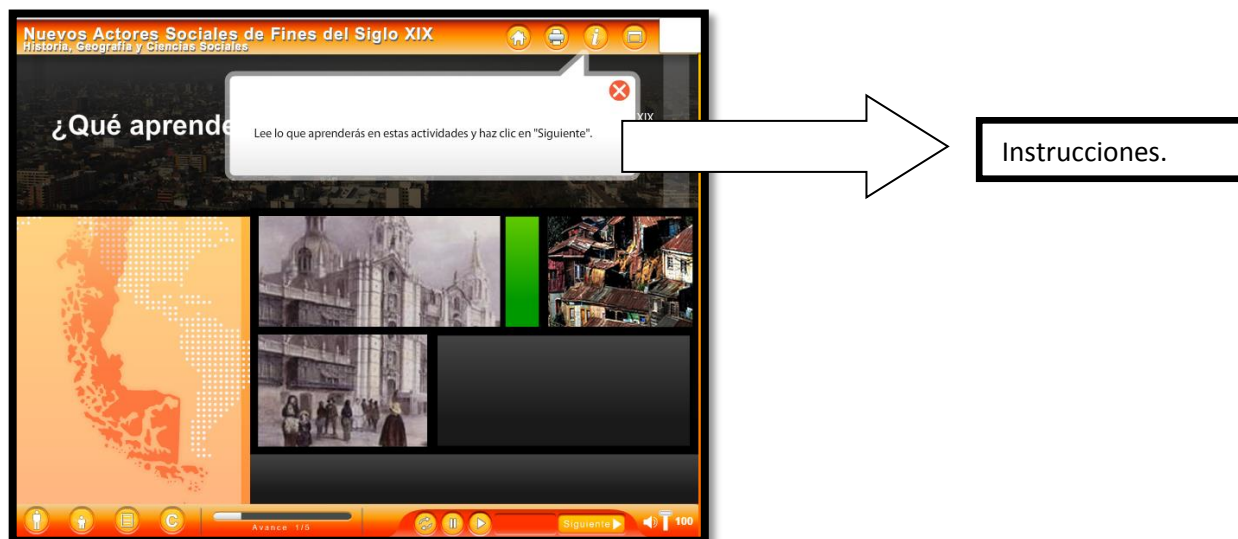 Nuevos Actores Sociales de Fines del Siglo XIX
Historia, Geografía y Ciencias Sociales
¿Qué aprende
XIX
Lee lo que aprenderás en estas actividades y haz clic en "Siguiente".
Instrucciones.
C
Avance 1/5
Siguiente
100